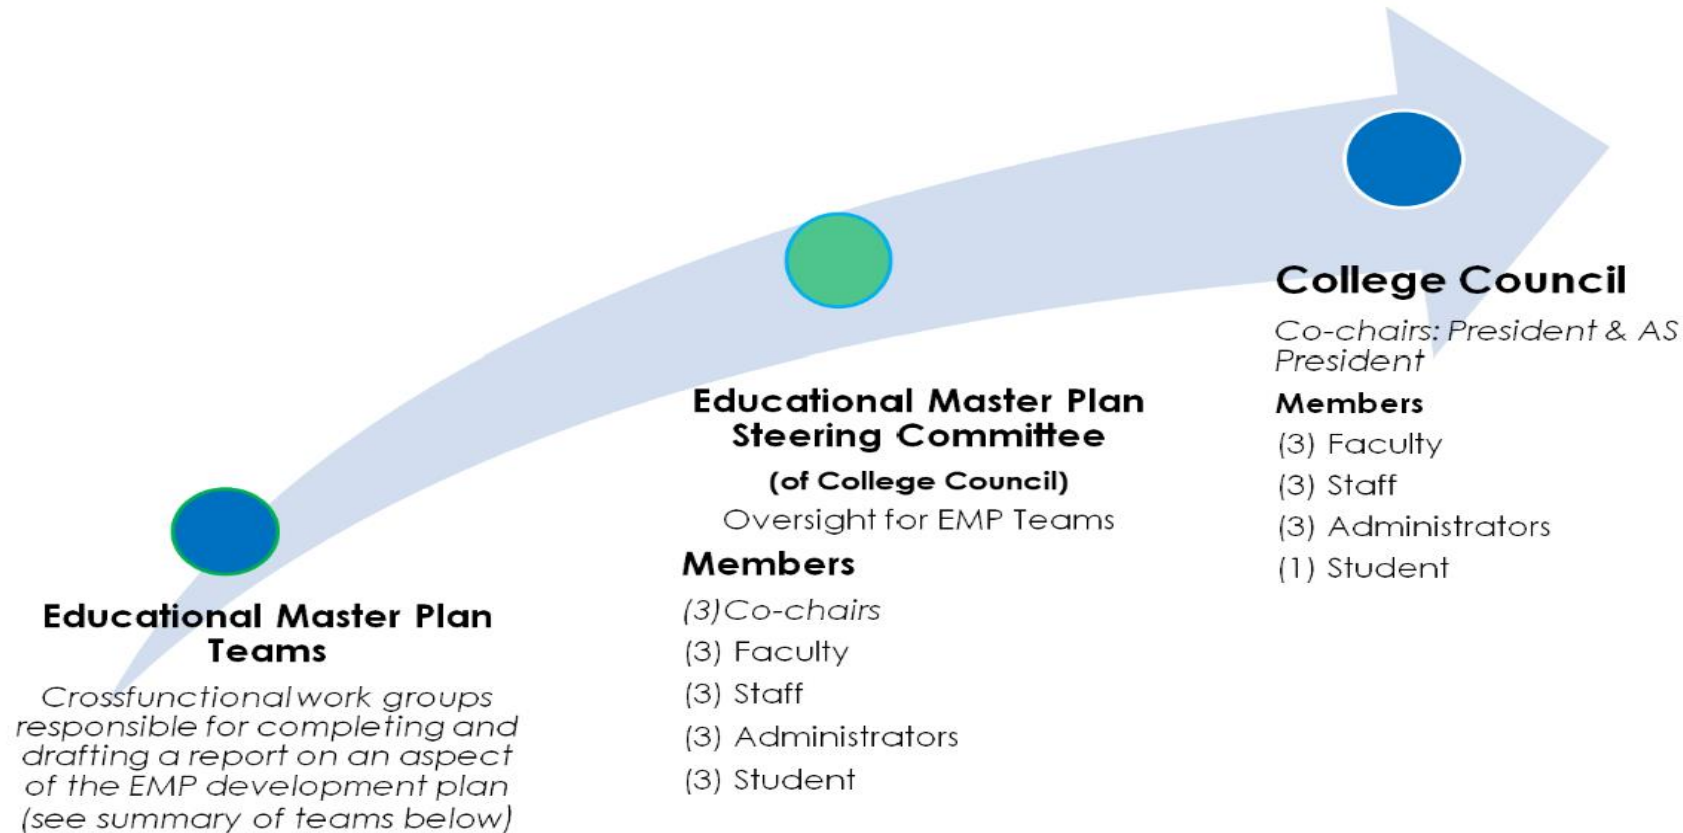 Educational Master Plan
Teams
Crossfunctional work groups
responsible for completing and
drafting a report on an aspect
of the EMP development plan
(see summary of teams below)
Educational Master Plan
Steering Committee
(of College Council)
Oversight for EMP Teams
Members
(3)Co-chairs
(3) Faculty
(3) Staff
(3) Administrators
(3) Student
College Council
Co-chairs: President & AS
President
Members
(3) Faculty
(3) Staff
(3) Administrators
(1) Student